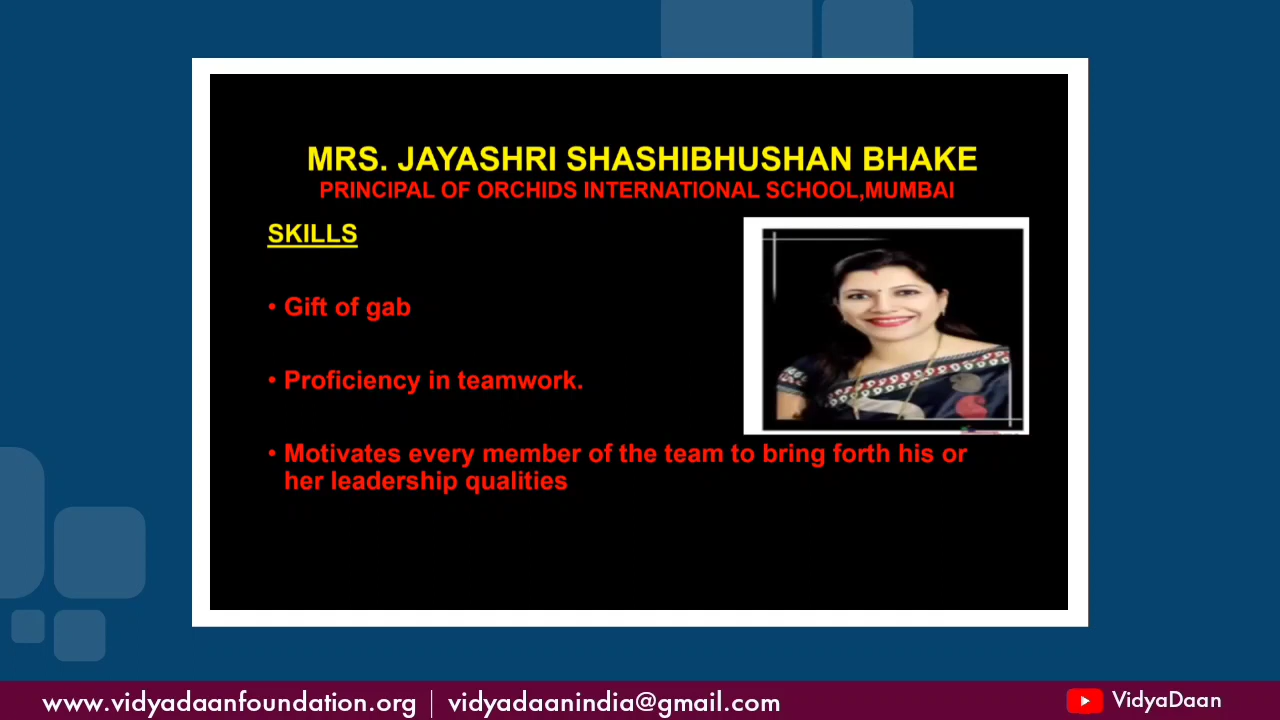 MRS. JAYASHRI SHASHIBHUSHAN BHAKE
PRINCIPAL OF ORCHIDS INTERNATIONAL SCHOOL,MUMBAI
SKILLS
• Gift of gab
• Proficiency in teamwork.
• Motivates every member of the team to bring forth his or
her leadership qualities
www.vidyadaanfoundation.org | vidyadaanindia@gmail.com
VidyaDaan